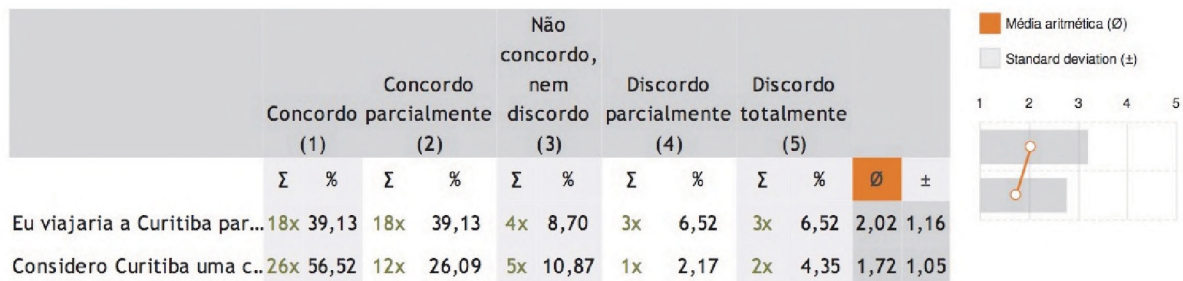 Não
concordo,
Concordo nem Discordo Discordo
Concordo parcialmente discordo parcialmente totalmente
(1) (2) (3) (4) (5)
Σ % Σ % Σ % Σ % Σ % Ø ±
Eu viajaria a Curitiba par... 18x 39,13 18x 39,13 4x 8,70 3x 6,52 3x 6,52 2,02 1,16
Considero Curitiba uma c... 26x 56,52 12x 26,09 5x 10,87 1x 2,17 2x 4,35 1,72 1,05
Média aritmética (Ø)
Standard deviation (±)
1 2 3 4 5